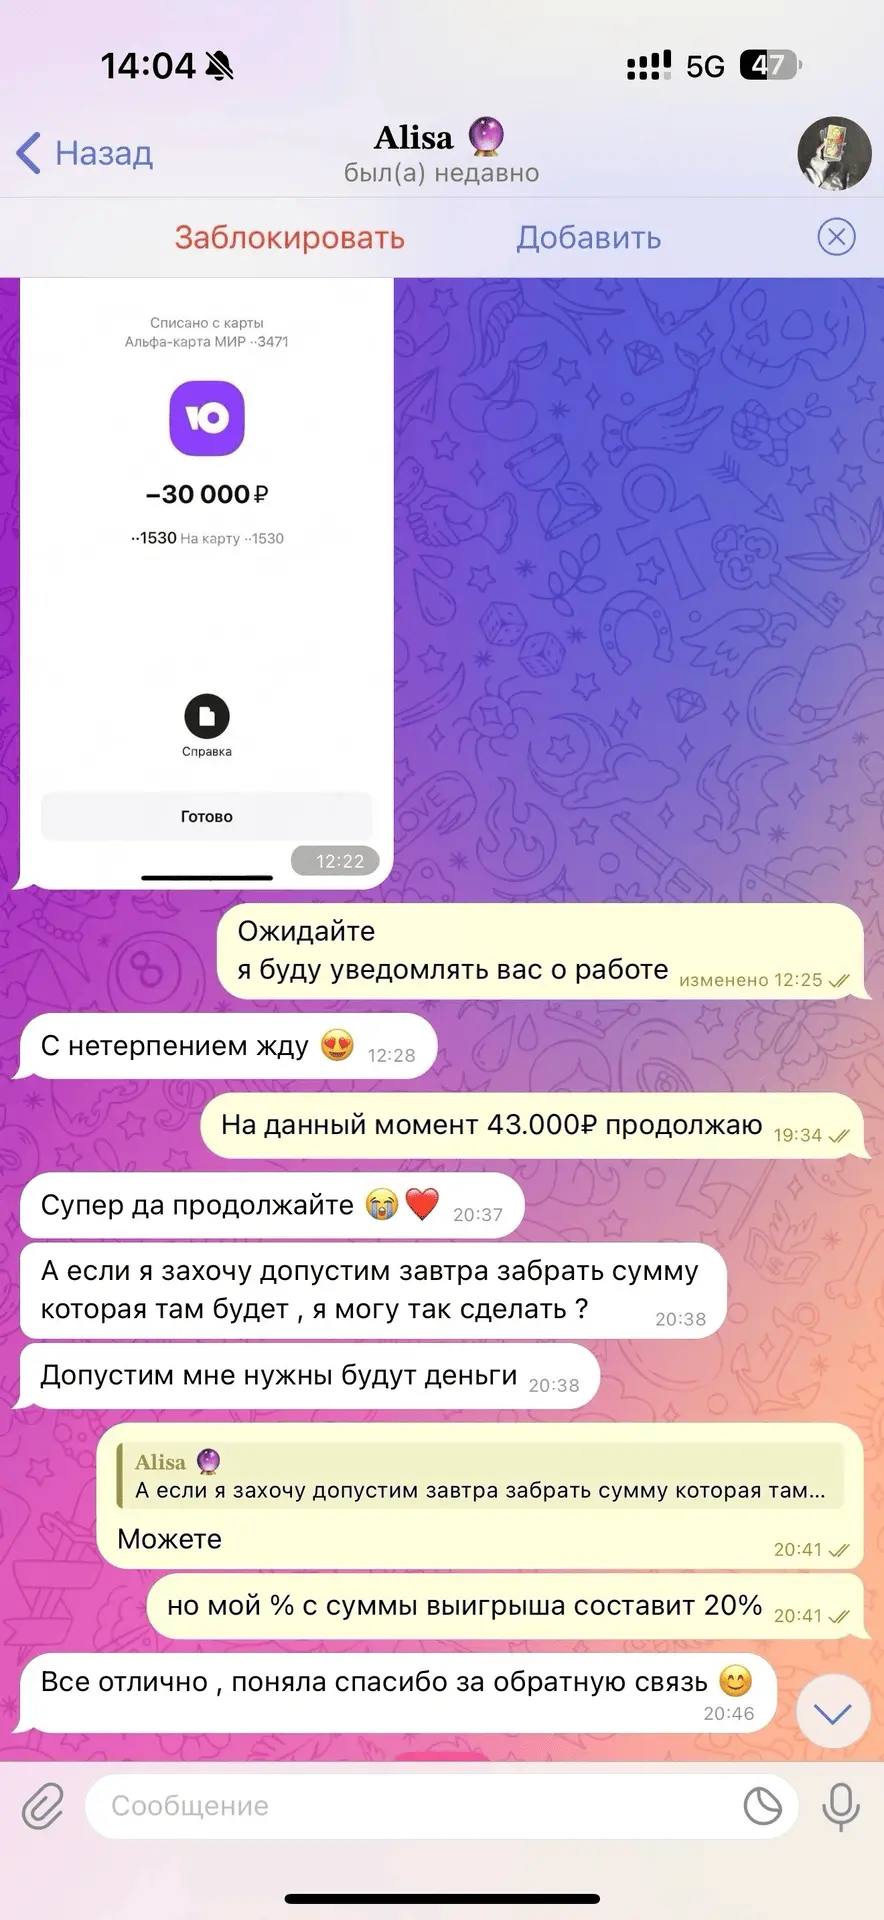 14:04
5G
47
Назад
Alisa 🔮
был(а) недавно
Заблокировать
Добавить
Списано с карты
Альфа-карта МИР ··3471
Ю
−30 000 ₽
··1530 На карту ··1530
Справка
Готово
12:22
Ожидайте
я буду уведомлять вас о работе
изменено 12:25
С нетерпением жду 😍 12:28
На данный момент 43.000₽ продолжаю 19:34
Супер да продолжайте 😭❤️ 20:37
А если я захочу допустим завтра забрать сумму
которая там будет , я могу так сделать ? 20:38
Допустим мне нужны будут деньги 20:38
Alisa 🔮
А если я захочу допустим завтра забрать сумму которая там...
Можете 20:41
но мой % с суммы выигрыша составит 20% 20:41
Все отлично , поняла спасибо за обратную связь 😊
20:46
Сообщение